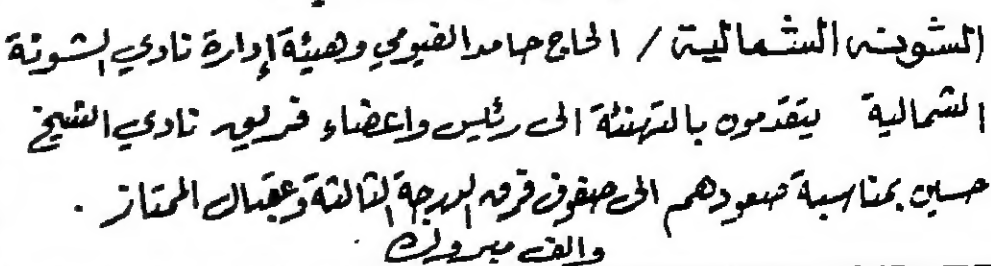 الشونة الشمالية / الحاج حامد الفيومي وهيئة إدارة نادي الشونة
الشمالية يتقدمون بالتهنئة الى رئيس واعضاء فريق نادي الشيخ
حسين بمناسبة صعودهم الى صفوف فرق الدرجة الثالثة وعقبال الممتاز .
والف مبروك